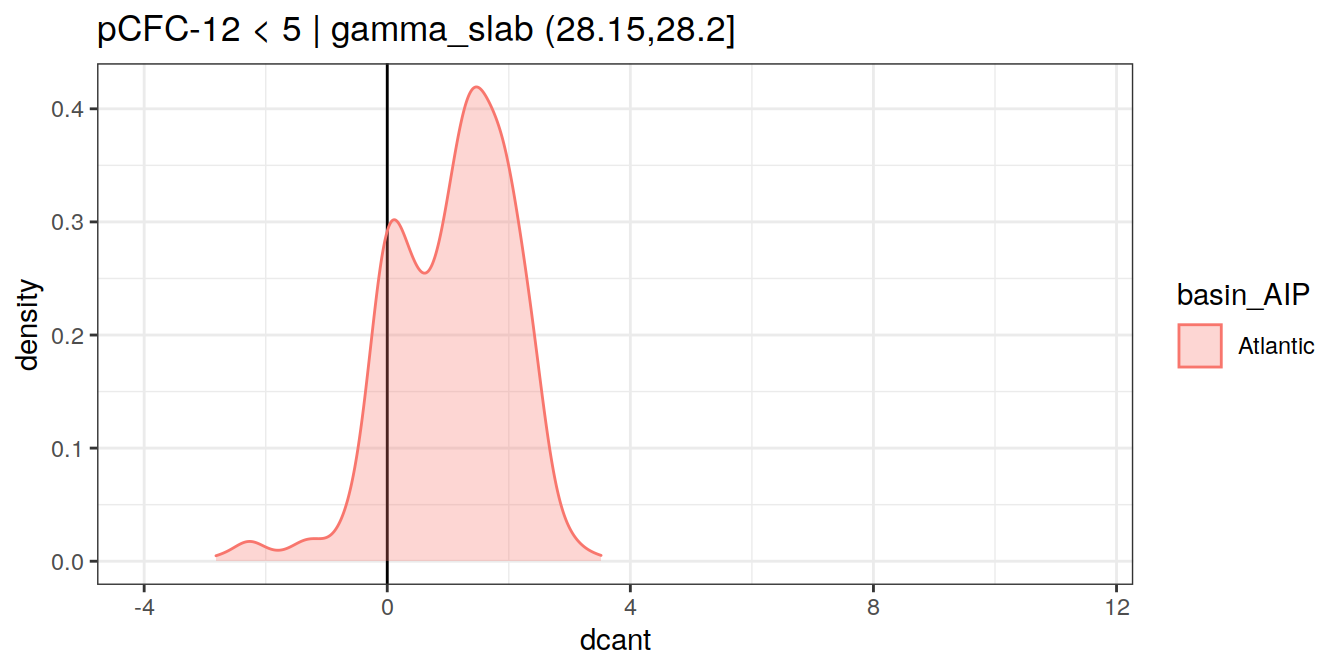 pCFC-12 < 5 | gamma_slab (28.15,28.2]
0.4
0.3
0.2
0.1
0.0
density
-4
0
4
8
12
dcant
basin_AIP
Atlantic